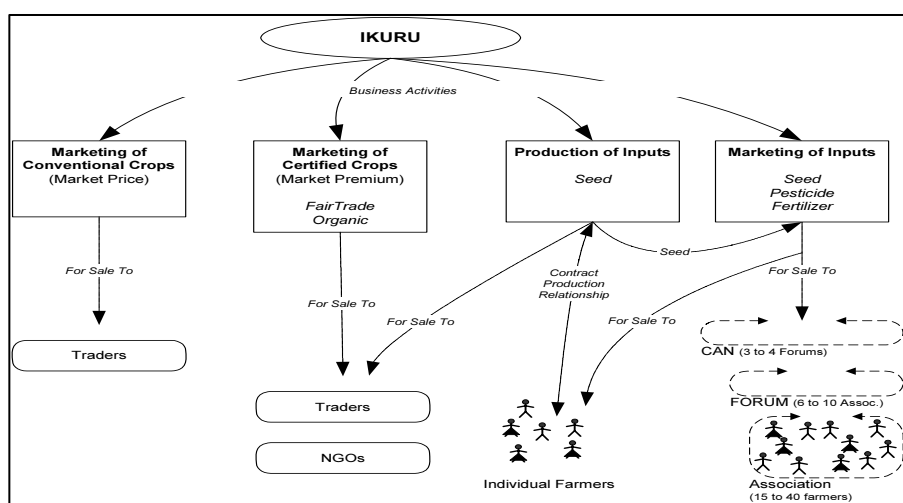 IKURU
Business Activities
Marketing of
Conventional Crops
(Market Price)
Marketing of
Certified Crops
(Market Premium)
FairTrade
Organic
Production of Inputs
Seed
Marketing of Inputs
Seed
Pesticide
Fertilizer
For Sale To
For Sale To
For Sale To
Contract
Production
Relationship
Seed
For Sale To
For Sale To
Traders
Traders
NGOs
Individual Farmers
CAN (3 to 4 Forums)
FORUM (6 to 10 Assoc.)
Association
(15 to 40 farmers)